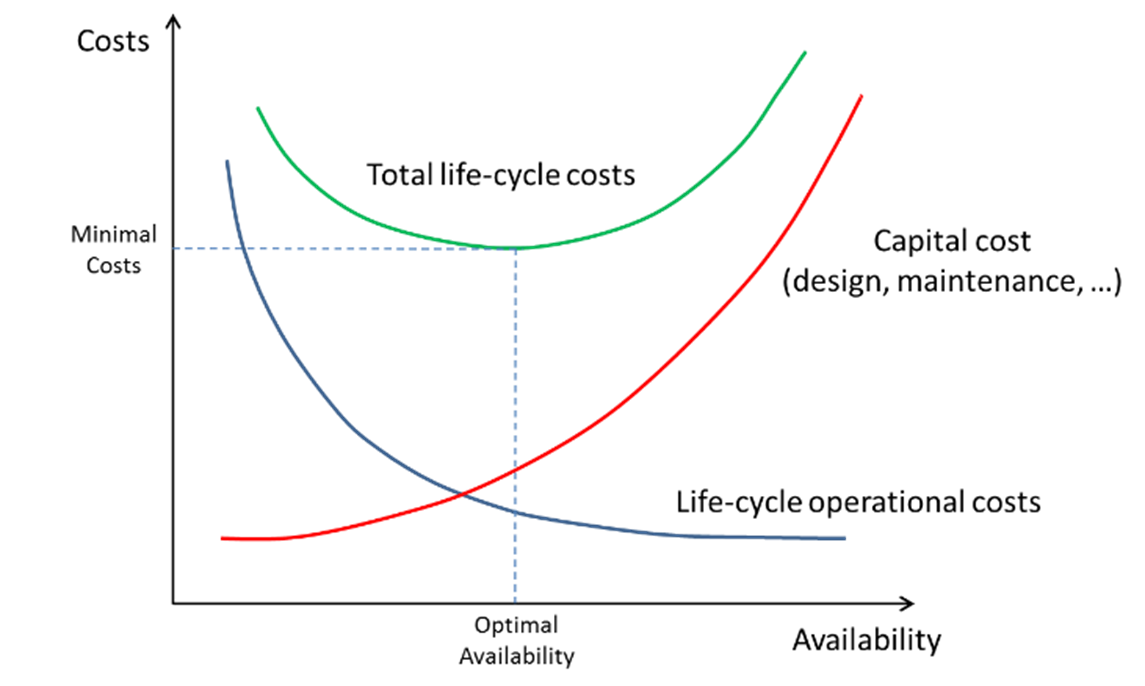 Costs
Total life-cycle costs
Minimal
Costs
Capital cost
(design, maintenance, ...)
Life-cycle operational costs
Optimal
Availability
Availability